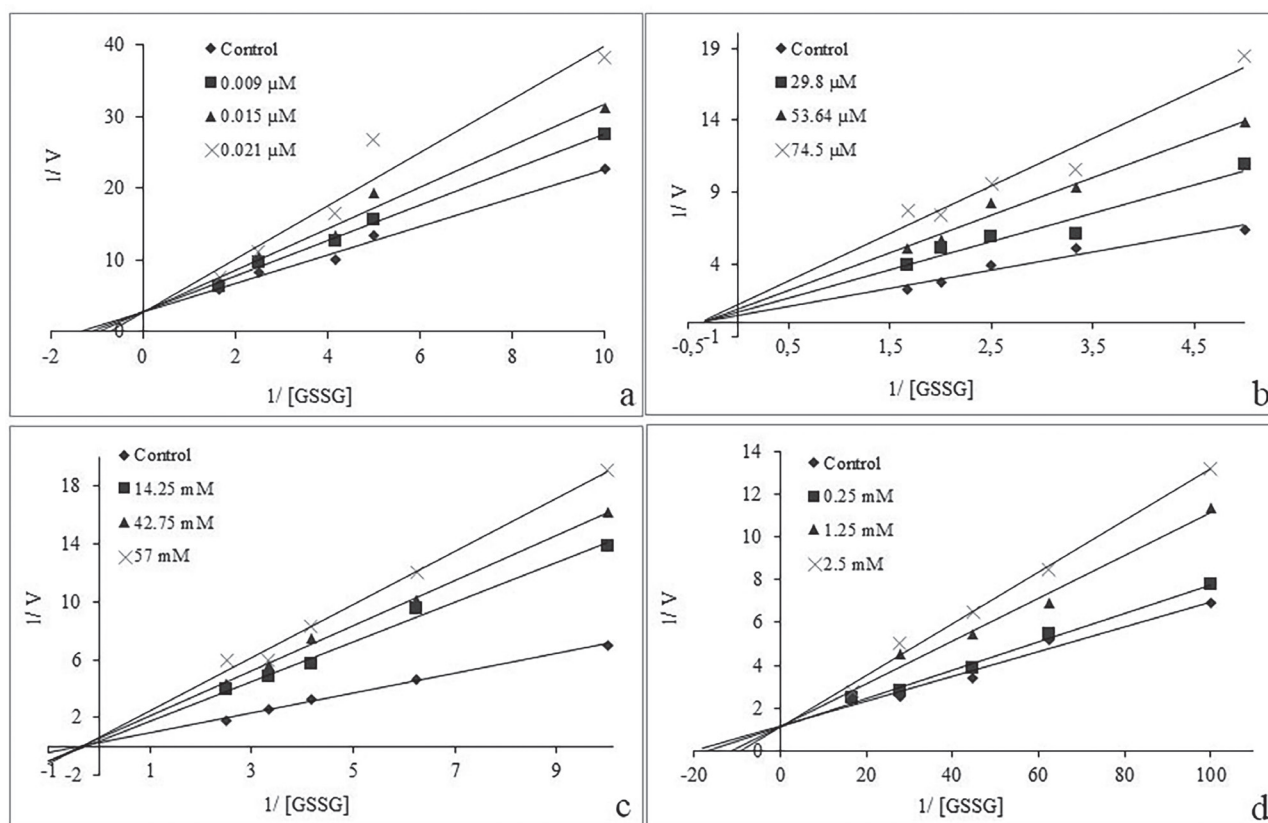 Control
0.009 µM
0.015 µM
0.021 µM
1/ V
40
30
20
10
0
-2 0 2 4 6 8 10
1/ [GSSG]
a
Control
29.8 µM
53.64 µM
74.5 µM
1/ V
19
14
9
4
-1
-0,5 0,5 1,5 2,5 3,5 4,5
1/ [GSSG]
b
Control
14.25 mM
42.75 mM
57 mM
1/ V
18
14
10
6
2
-2
-1 1 3 5 7 9
1/ [GSSG]
c
Control
0.25 mM
1.25 mM
2.5 mM
1/ V
14
12
10
8
6
4
2
0
-20 0 20 40 60 80 100
1/ [GSSG]
d